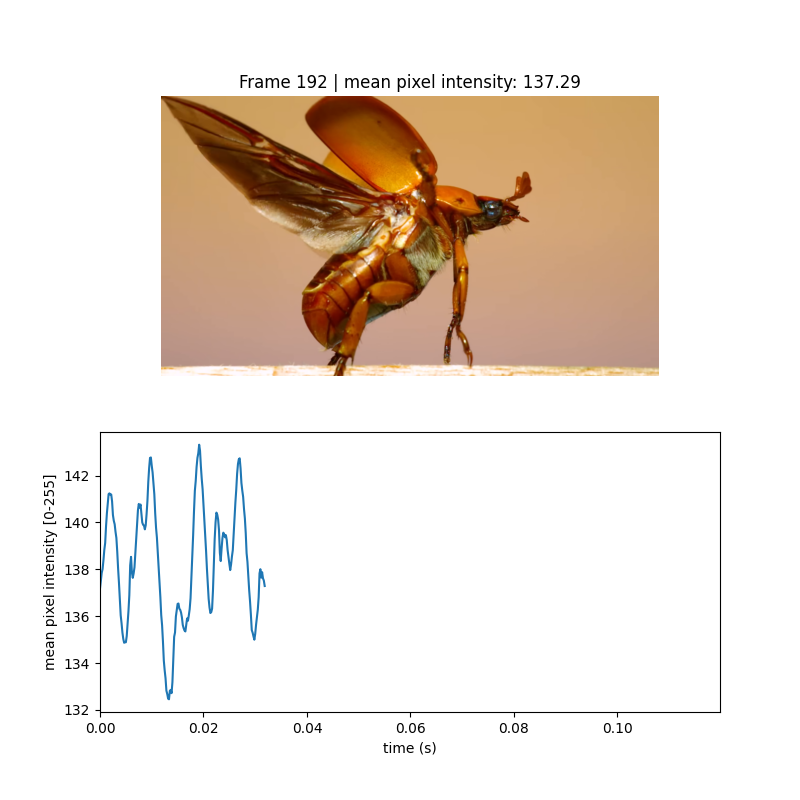 Frame 192 | mean pixel intensity: 137.29
142
140
138
136
134
132
mean pixel intensity [0-255]
0.00 0.02 0.04 0.06 0.08 0.10
time (s)